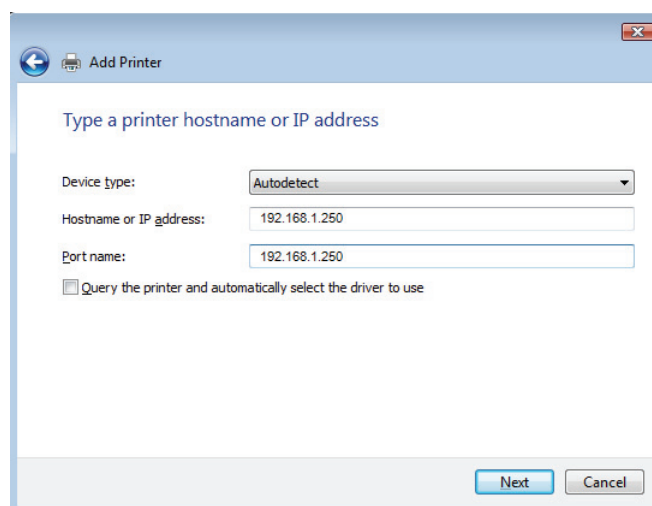 Add Printer
Type a printer hostname or IP address
Device type: Autodetect
Hostname or IP address: 192.168.1.250
Port name: 192.168.1.250
Query the printer and automatically select the driver to use
Next Cancel